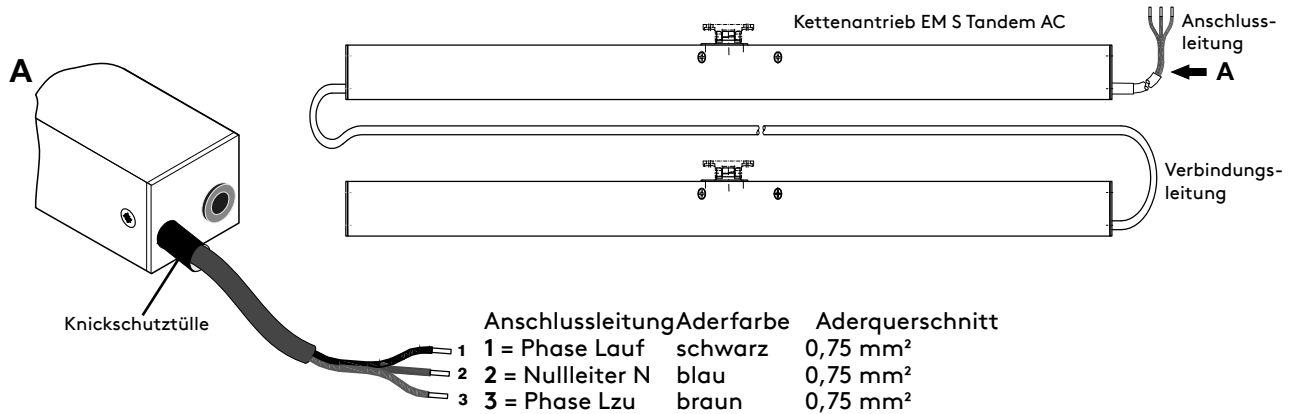 Kettenantrieb EM S Tandem AC
Anschluss-
leitung
A
A
Verbindungs-
leitung
Knickschutztülle
Anschlussleitung Aderfarbe Aderquerschnitt
1 1 = Phase Lauf schwarz 0,75 mm²
2 2 = Nullleiter N blau 0,75 mm²
3 3 = Phase Lzu braun 0,75 mm²